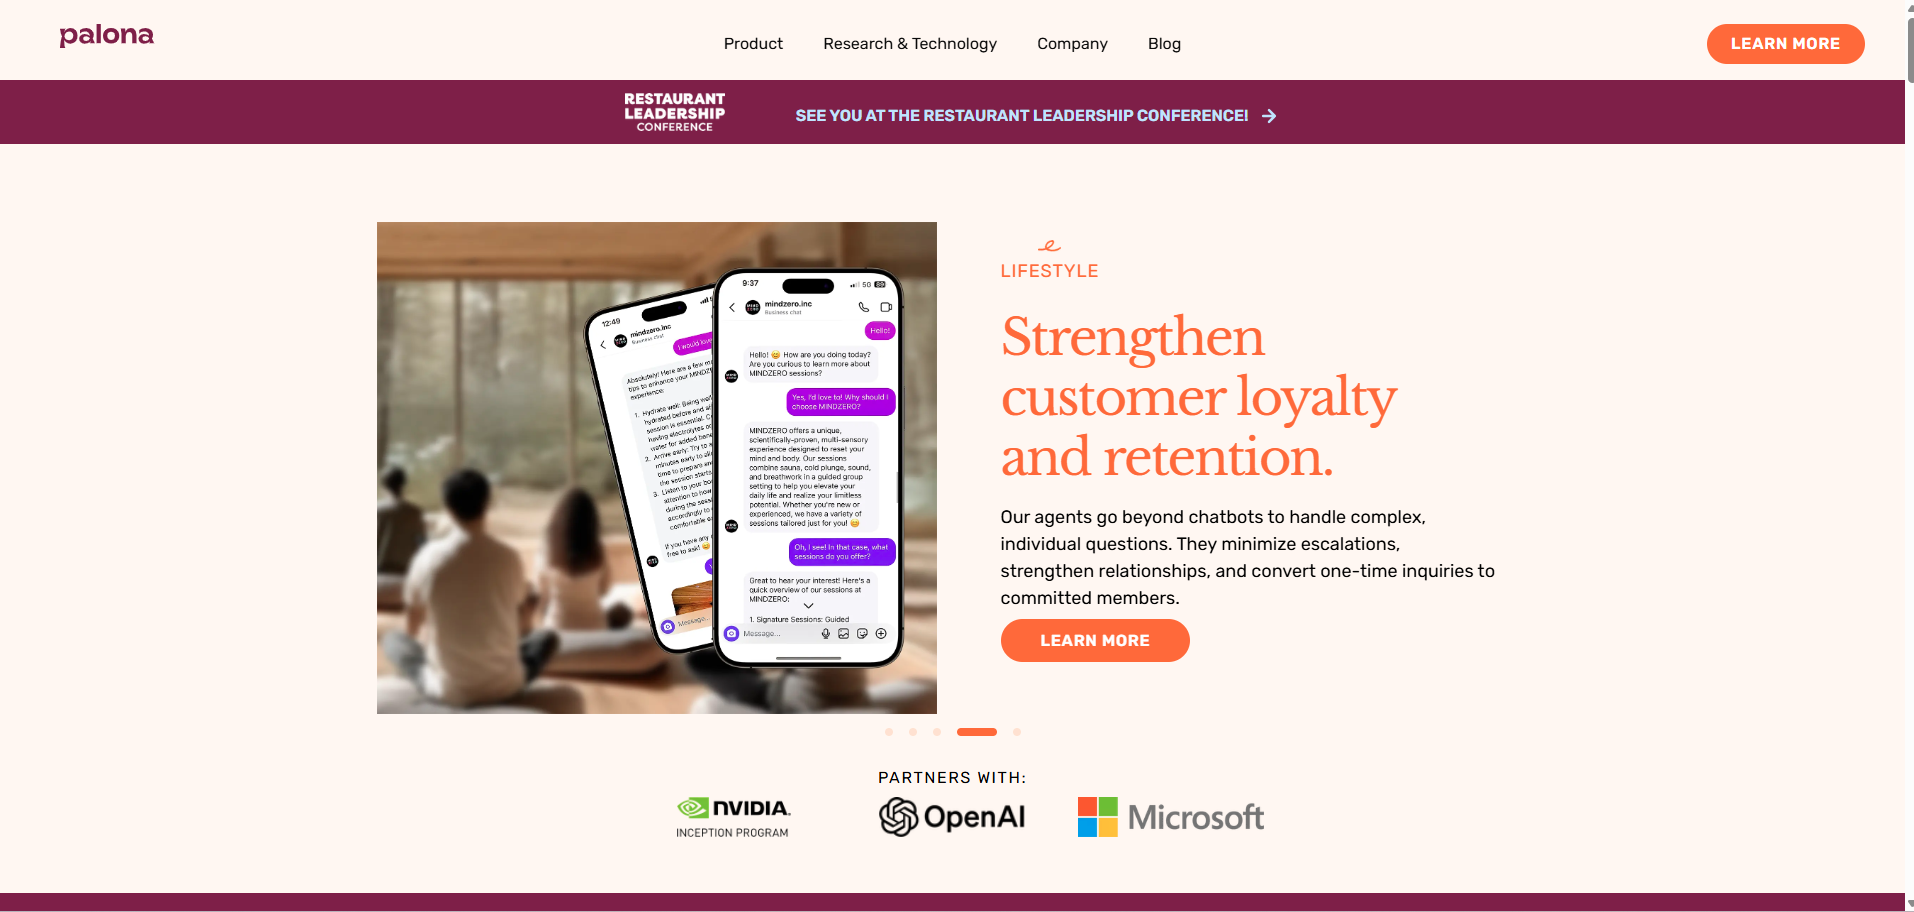 palona
Product
Research & Technology
Company
Blog
LEARN MORE
RESTAURANT
LEADERSHIP
CONFERENCE
SEE YOU AT THE RESTAURANT LEADERSHIP CONFERENCE!
12:49
mindzero.inc
Business chat
I would love
Absolutely! Here are a few
tips to enhance your
experience:
1. Hydrate well: Being
hydrated before and
session is essential.
having electrolytes
water for added
2. Arrive early: Try to
minutes early to
time to prepare
the session starts
3. Listen to your
attention to how
during the
accordingly to
comfortable
If you have any
free to ask!
Message...
9:37
5G
mindzero.inc
Business chat
Hello!
Hello! 😊 How are you doing today?
Are you curious to learn more about
MINDZERO sessions?
Yes, I'd love to! Why should I
choose MINDZERO?
MINDZERO offers a unique,
scientifically-proven, multi-sensory
experience designed to reset your
mind and body. Our sessions
combine sauna, cold plunge, sound,
and breathwork in a guided group
setting to help you elevate your
daily life and realize your limitless
potential. Whether you're new or
experienced, we have a variety of
sessions tailored just for you! 😊
Oh, I see! In that case, what
sessions do you offer?
Great to hear your interest! Here's a
quick overview of our sessions at
MINDZERO:
1. Signature Sessions: Guided
Message...
LIFESTYLE
Strengthen
customer loyalty
and retention.
Our agents go beyond chatbots to handle complex,
individual questions. They minimize escalations,
strengthen relationships, and convert one-time inquiries to
committed members.
LEARN MORE
PARTNERS WITH:
NVIDIA.
INCEPTION PROGRAM
OpenAI
Microsoft